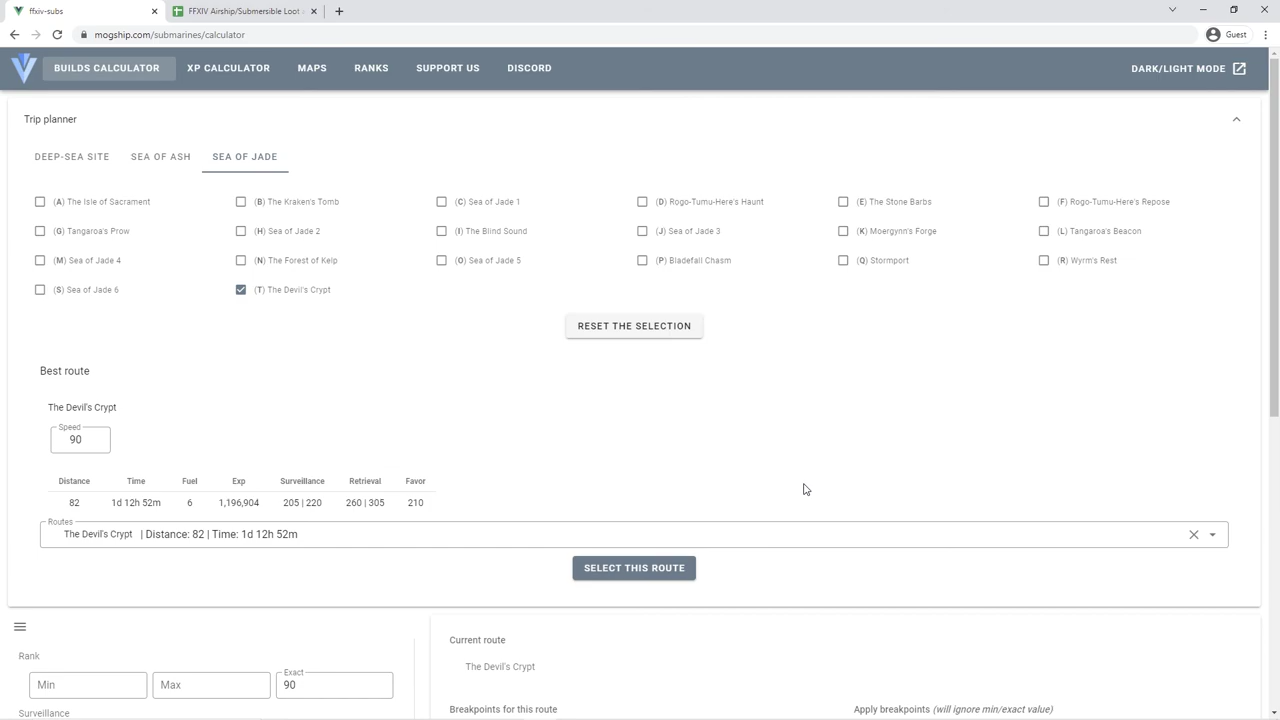 ffxiv-subs
FFXIV Airship/Submersible Loot
mogship.com/submarines/calculator
Guest
BUILDS CALCULATOR XP CALCULATOR MAPS RANKS SUPPORT US DISCORD DARK/LIGHT MODE
Trip planner
DEEP-SEA SITE SEA OF ASH SEA OF JADE
(A) The Isle of Sacrament (B) The Kraken's Tomb (C) Sea of Jade 1 (D) Rogo-Tumu-Here's Haunt (E) The Stone Barbs (F) Rogo-Tumu-Here's Repose
(G) Tangaroa's Prow (H) Sea of Jade 2 (I) The Blind Sound (J) Sea of Jade 3 (K) Moergynn's Forge (L) Tangaroa's Beacon
(M) Sea of Jade 4 (N) The Forest of Kelp (O) Sea of Jade 5 (P) Bladefall Chasm (Q) Stormport (R) Wyrm's Rest
(S) Sea of Jade 6 (T) The Devil's Crypt
RESET THE SELECTION
Best route
The Devil's Crypt
Speed
90
Distance Time Fuel Exp Surveillance Retrieval Favor
82 1d 12h 52m 6 1,196,904 205 | 220 260 | 305 210
Routes
The Devil's Crypt | Distance: 82 | Time: 1d 12h 52m
SELECT THIS ROUTE
Current route
Rank
The Devil's Crypt
Exact
Min Max 90
Surveillance
Breakpoints for this route Apply breakpoints (will ignore min/exact value)